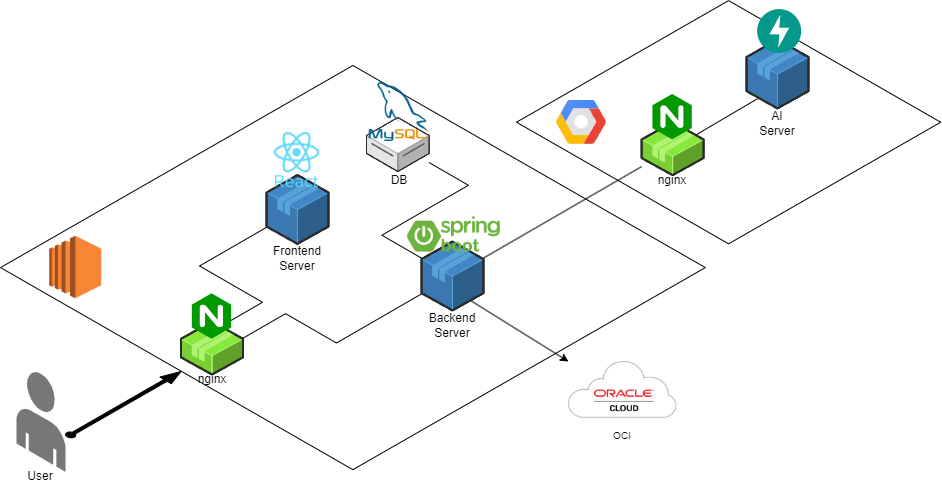 AI
Server
nginx
MySQL
DB
React
Frontend
Server
spring
boot
Backend
Server
nginx
ORACLE
CLOUD
OCI
User